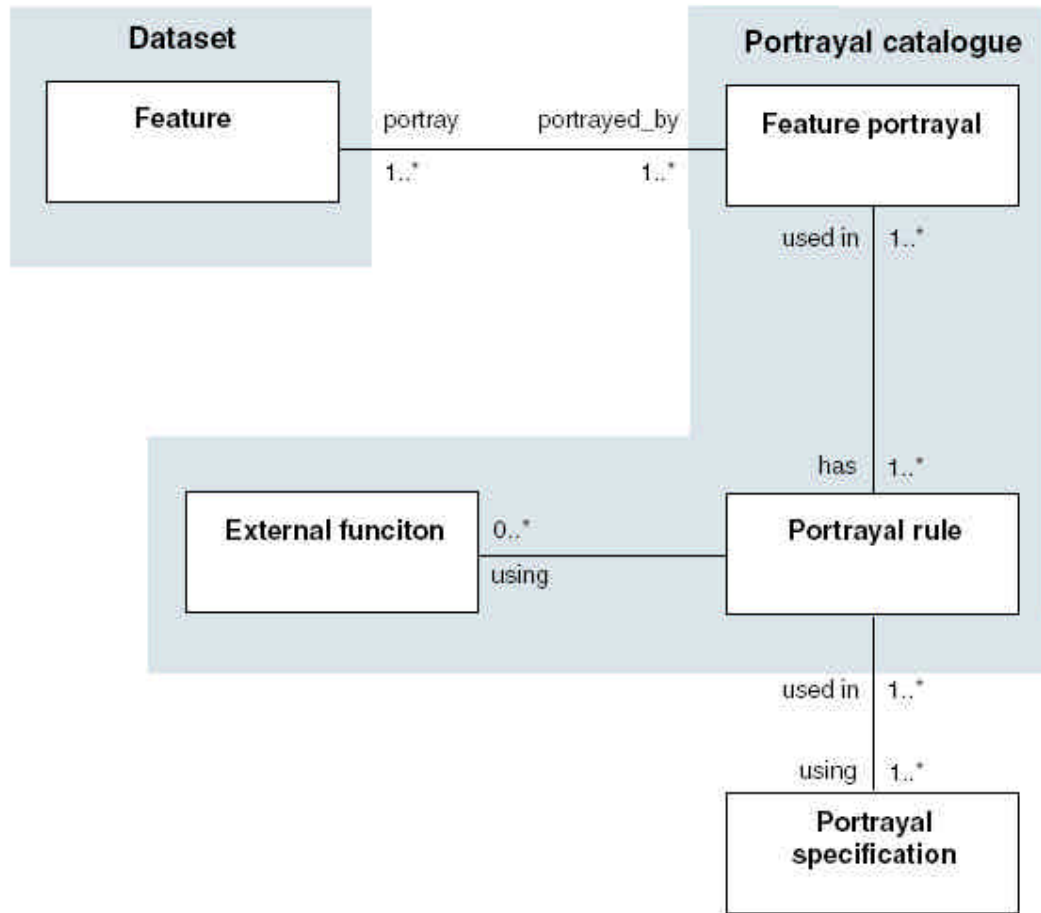 Dataset
Portrayal catalogue
Feature
portray
portrayed_by
Feature portrayal
1..*
1..*
used in
1..*
has
1..*
External funciton
0..*
using
Portrayal rule
used in
1..*
using
1..*
Portrayal
specification